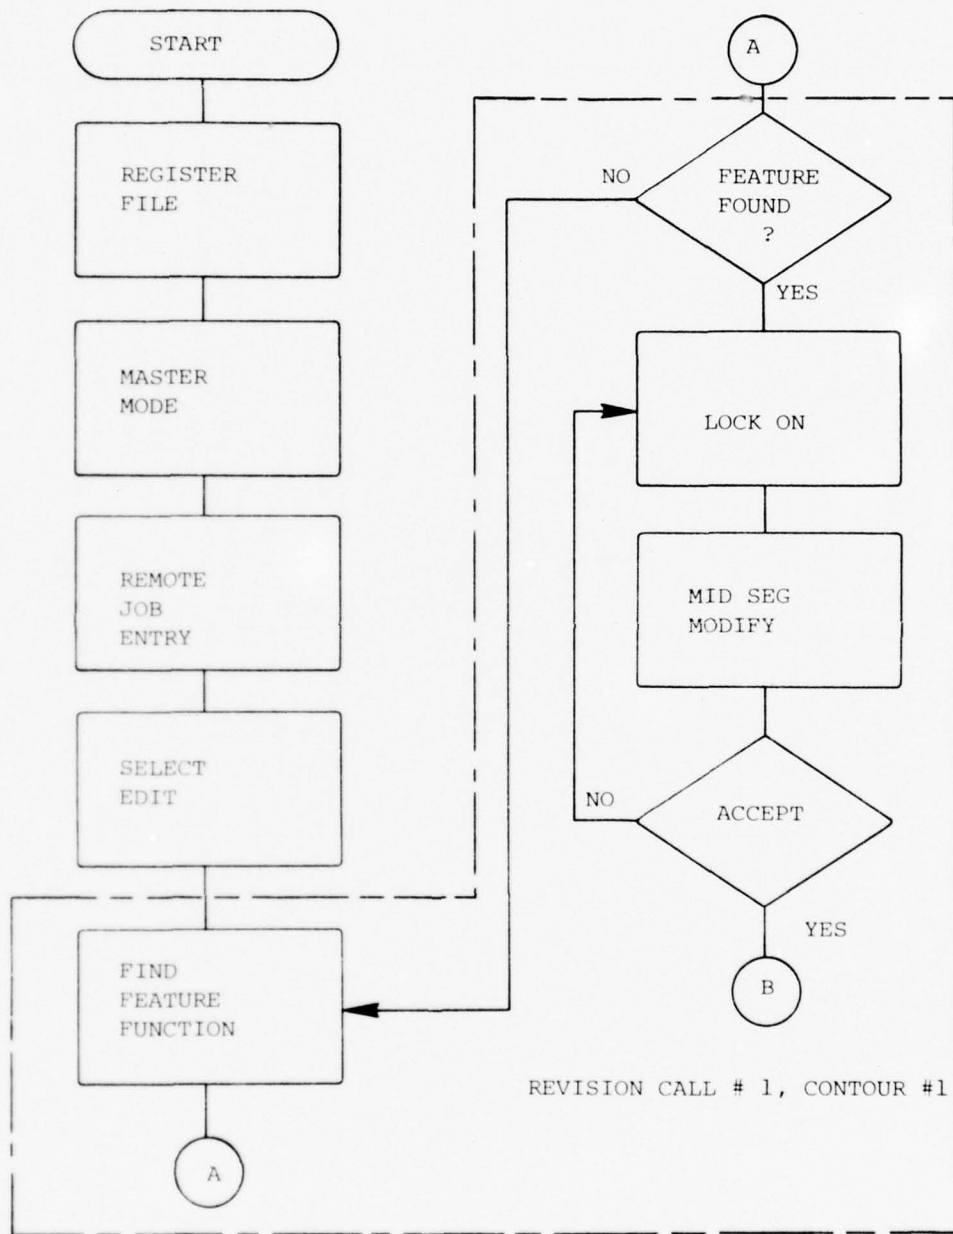 START
REGISTER
FILE
MASTER
MODE
REMOTE
JOB
ENTRY
SELECT
EDIT
FIND
FEATURE
FUNCTION
A
A
NO
FEATURE
FOUND
?
YES
LOCK ON
MID SEG
MODIFY
NO
ACCEPT
YES
B
REVISION CALL # 1, CONTOUR #1